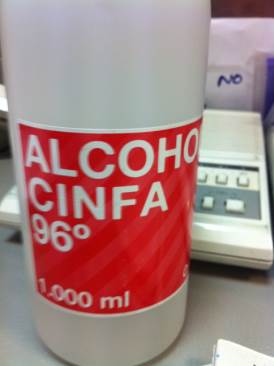 NO
ALCOHO
CINFA
96º
1.000 ml